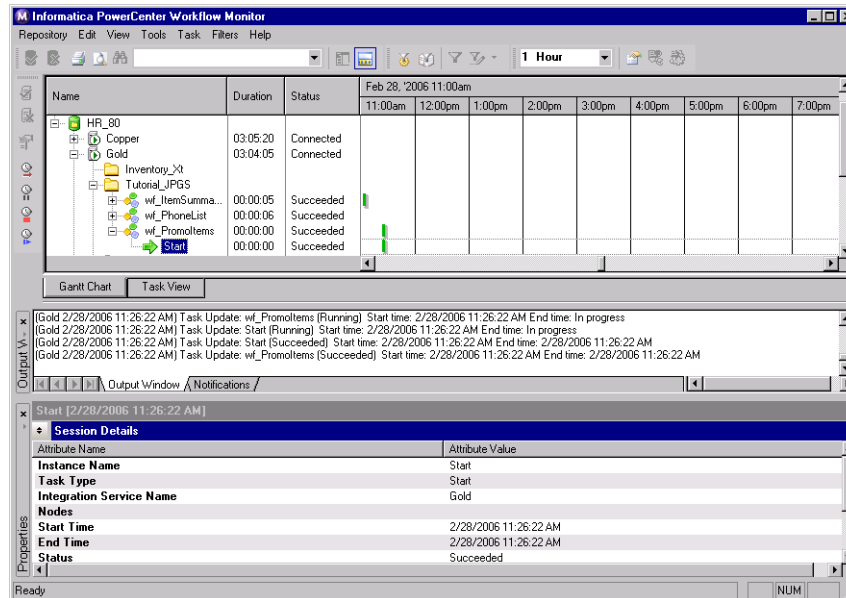 Informatica PowerCenter Workflow Monitor
Repository Edit View Tools Task Filters Help
1 Hour
Name Duration Status Feb 28, '2006 11:00am
11:00am 12:00pm 1:00pm 2:00pm 3:00pm 4:00pm 5:00pm 6:00pm 7:00pm
HR_80
Copper 03:05:20 Connected
Gold 03:04:05 Connected
Inventory_Xt
Tutorial_JPGS
wf_ItemSumma... 00:00:05 Succeeded
wf_PhoneList 00:00:06 Succeeded
wf_PromoItems 00:00:00 Succeeded
Start 00:00:00 Succeeded
Gantt Chart Task View
(Gold 2/28/2006 11:26:22 AM) Task Update: wf_PromoItems (Running) Start time: 2/28/2006 11:26:22 AM End time: In progress
(Gold 2/28/2006 11:26:22 AM) Task Update: Start (Running) Start time: 2/28/2006 11:26:22 AM End time: In progress
(Gold 2/28/2006 11:26:22 AM) Task Update: Start (Succeeded) Start time: 2/28/2006 11:26:22 AM End time: 2/28/2006 11:26:22 AM
(Gold 2/28/2006 11:26:22 AM) Task Update: wf_PromoItems (Succeeded) Start time: 2/28/2006 11:26:22 AM End time: 2/28/2006 11:26:22 AM
Output
Output Window Notifications
Start [2/28/2006 11:26:22 AM]
Session Details
Attribute Name Attribute Value
Instance Name Start
Task Type Start
Integration Service Name Gold
Nodes
Start Time 2/28/2006 11:26:22 AM
End Time 2/28/2006 11:26:22 AM
Status Succeeded
Properties
Ready NUM